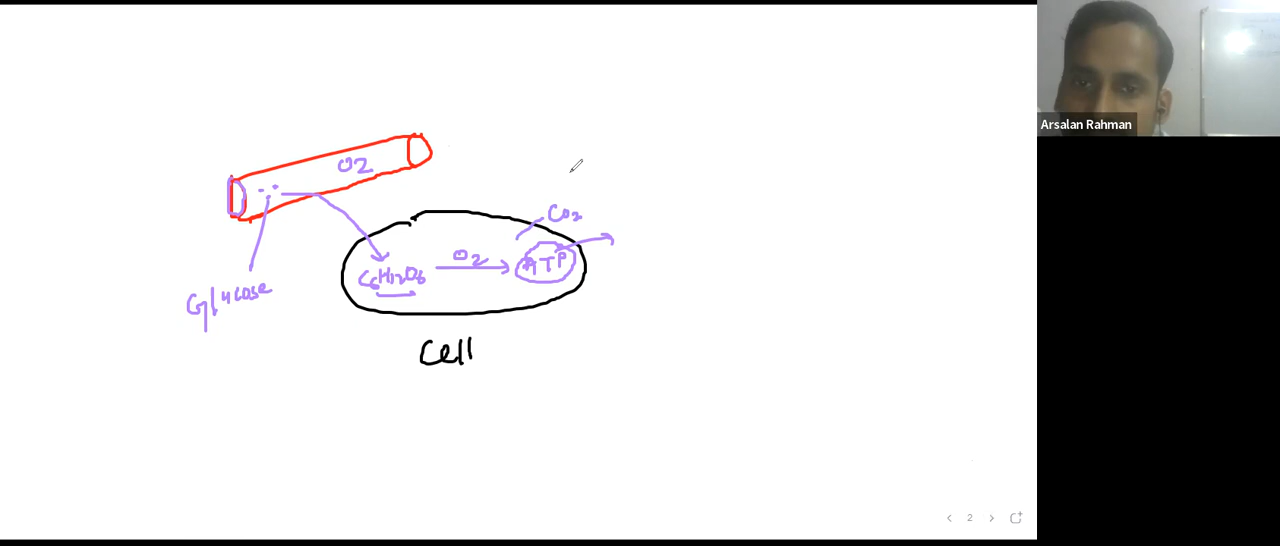 Arsalan Rahman
O2
CO2
O2
ATP
C6H12O6
Glucose
Cell
2